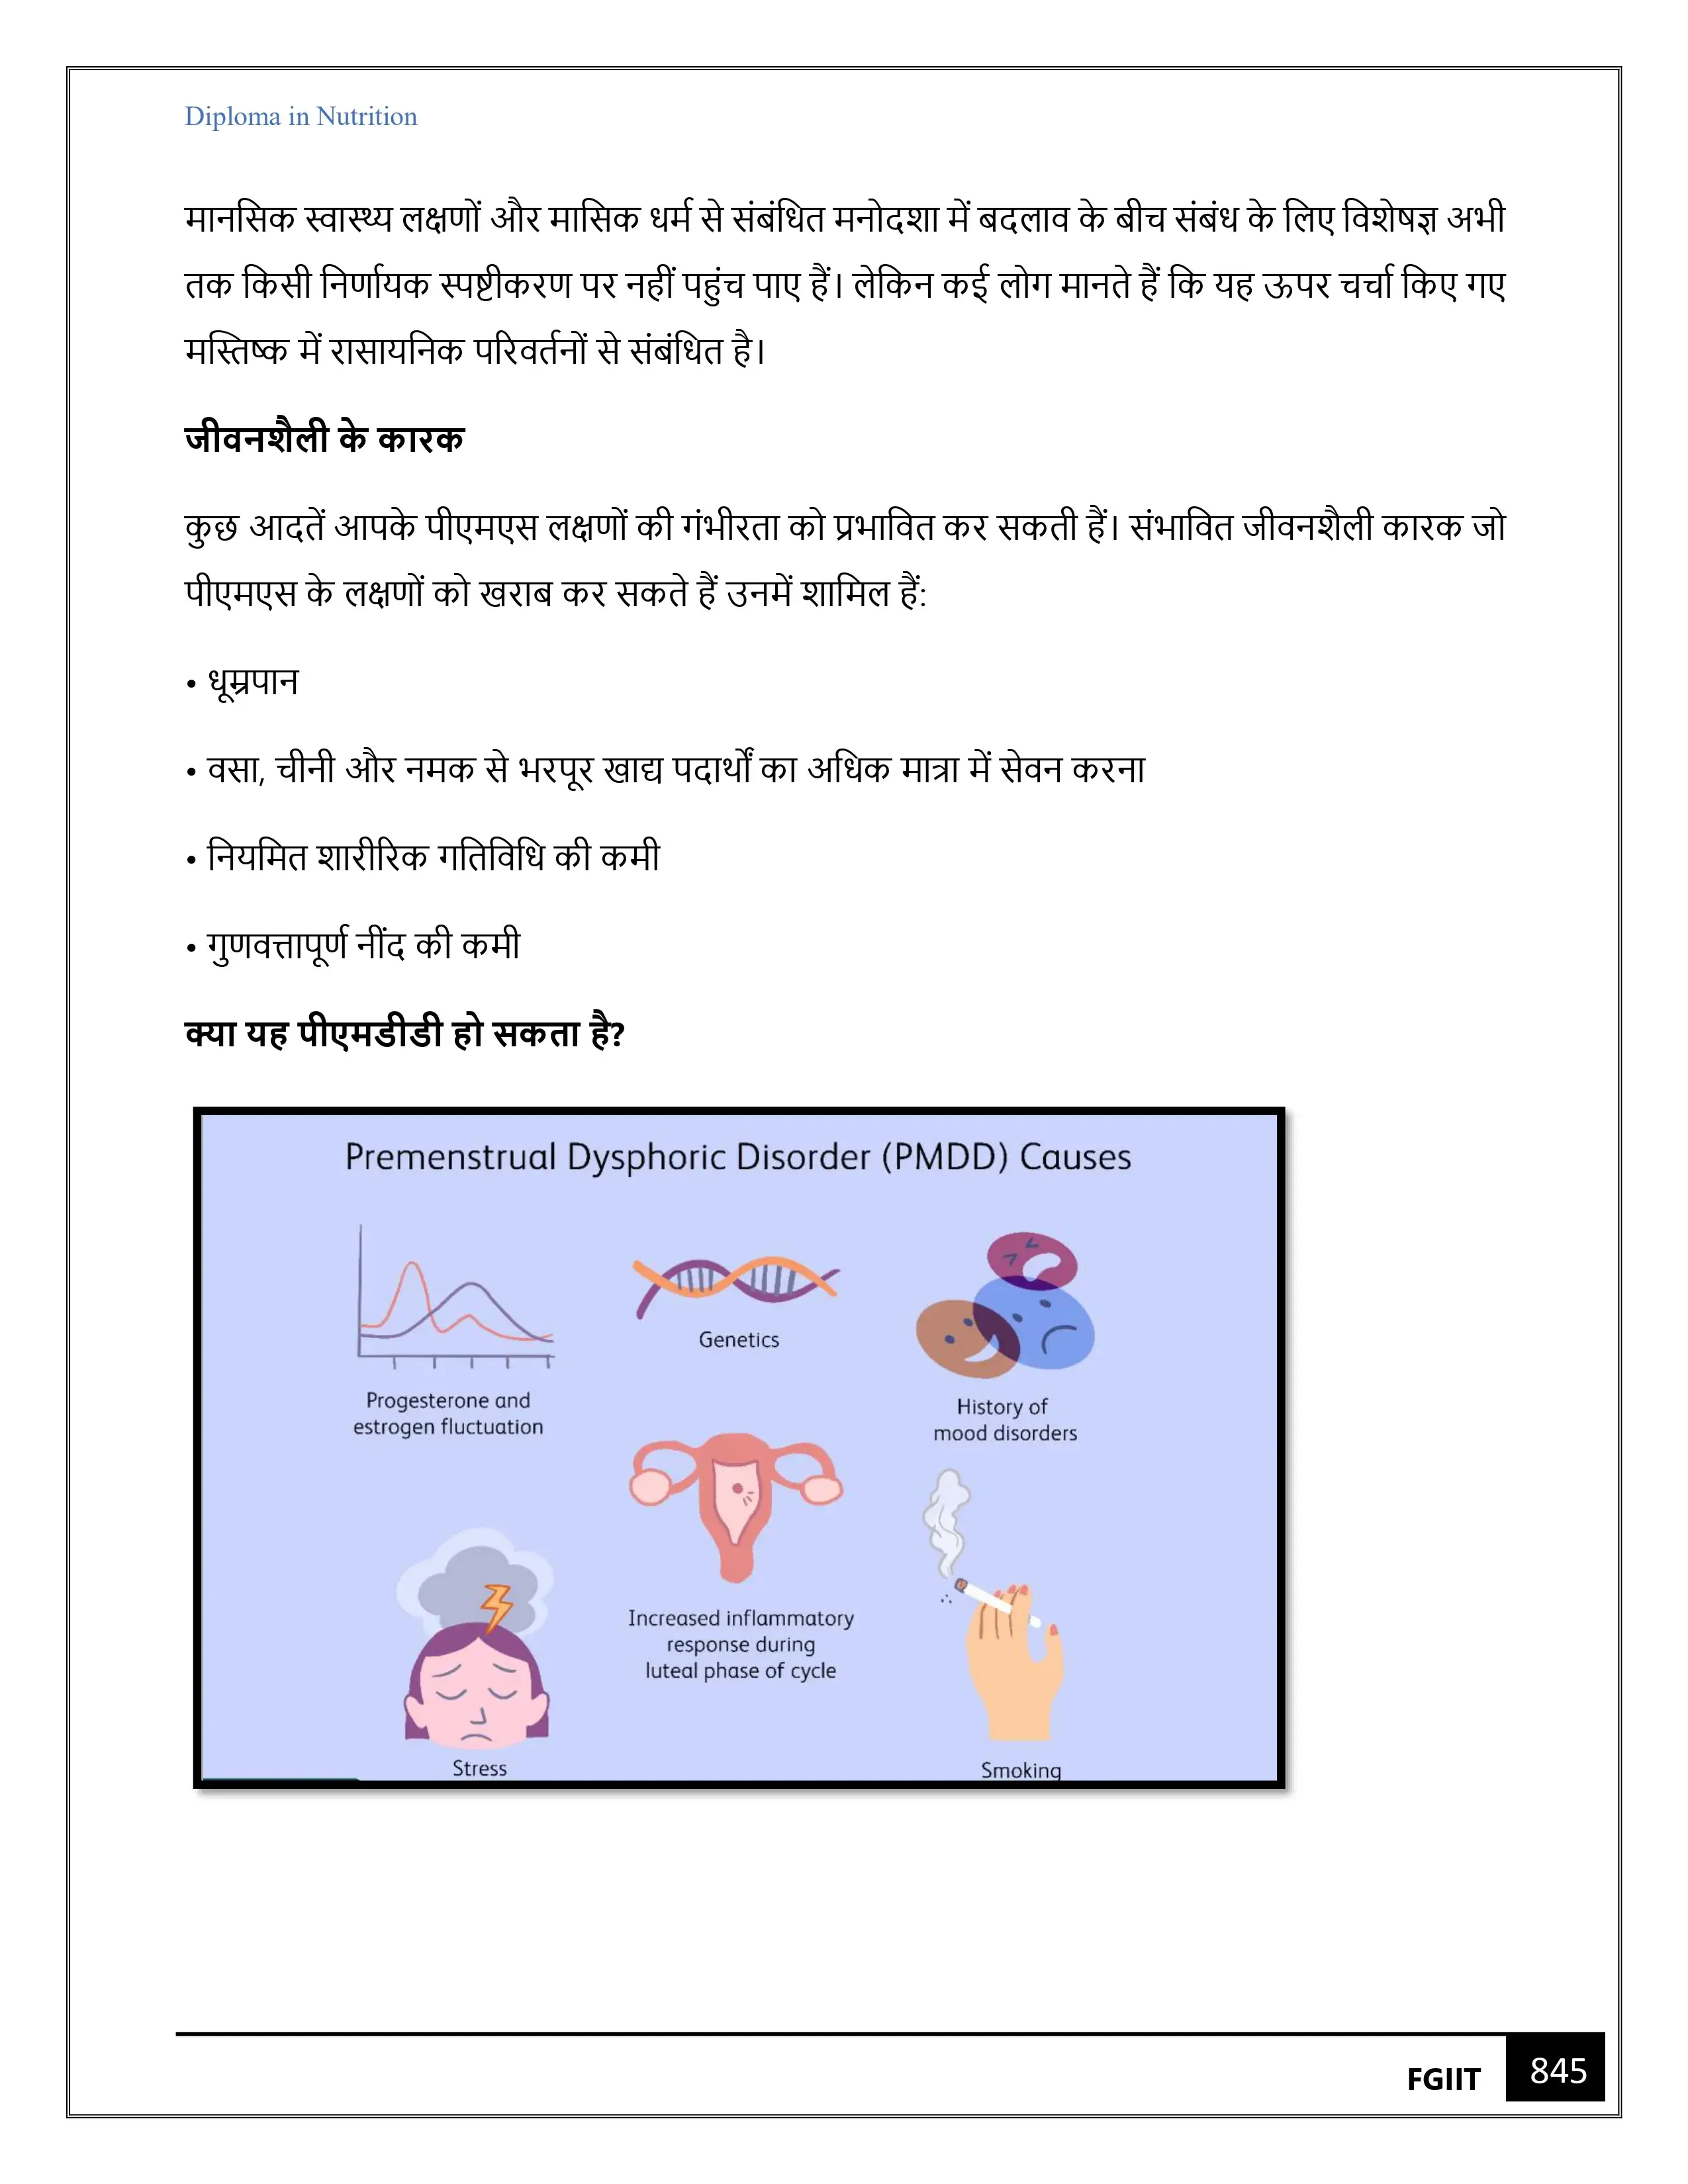 Diploma in Nutrition
मानसिक स्वास्थ्य लक्षणों और मासिक धर्म से संबंधित मनोदशा में बदलाव के बीच संबंध के लिए विशेषज्ञ अभी
तक किसी निर्णायक स्पष्टीकरण पर नहीं पहुंच पाए हैं। लेकिन कई लोग मानते हैं कि यह ऊपर चर्चा किए गए
मस्तिष्क में रासायनिक परिवर्तनों से संबंधित है।
जीवनशैली के कारक
कुछ आदतें आपके पीएमएस लक्षणों की गंभीरता को प्रभावित कर सकती हैं। संभावित जीवनशैली कारक जो
पीएमएस के लक्षणों को खराब कर सकते हैं उनमें शामिल हैं:
• धूम्रपान
• वसा, चीनी और नमक से भरपूर खाद्य पदार्थों का अधिक मात्रा में सेवन करना
• नियमित शारीरिक गतिविधि की कमी
• गुणवत्तापूर्ण नींद की कमी
क्या यह पीएमडीडी हो सकता है?
Premenstrual Dysphoric Disorder (PMDD) Causes
Progesterone and
estrogen fluctuation
Genetics
History of
mood disorders
Stress
Increased inflammatory
response during
luteal phase of cycle
Smoking
FGIIT
845